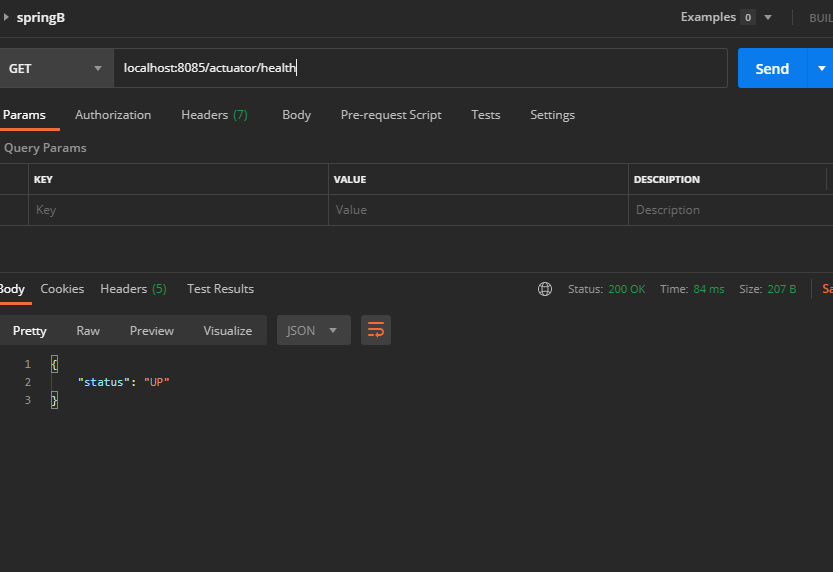 springB Examples 0 BUIL
GET localhost:8085/actuator/health Send
Params Authorization Headers (7) Body Pre-request Script Tests Settings
Query Params
KEY VALUE DESCRIPTION
Key Value Description
Body Cookies Headers (5) Test Results Status: 200 OK Time: 84 ms Size: 207 B Sa
Pretty Raw Preview Visualize JSON
1 {
2 "status": "UP"
3 }